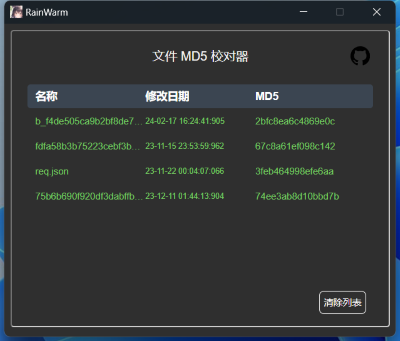 RainWarm
文件 MD5 校对器
名称 修改日期 MD5
b_f4de505ca9b2bf8de7... 24-02-17 16:24:41:905 2bfc8ea6c4869e0c
fdfa58b3b75223cebf3b... 23-11-15 23:53:59:962 67c8a61ef098c142
req.json 23-11-22 00:04:07:066 3feb464998efe6aa
75b6b690f920df3dabffb... 23-12-11 01:44:13:904 74ee3ab8d10bbd7b
清除列表